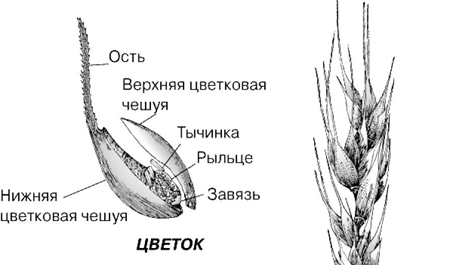 Ость
Верхняя цветковая
чешуя
Тычинка
Рыльце
Завязь
Нижняя
цветковая чешуя
ЦВЕТОК